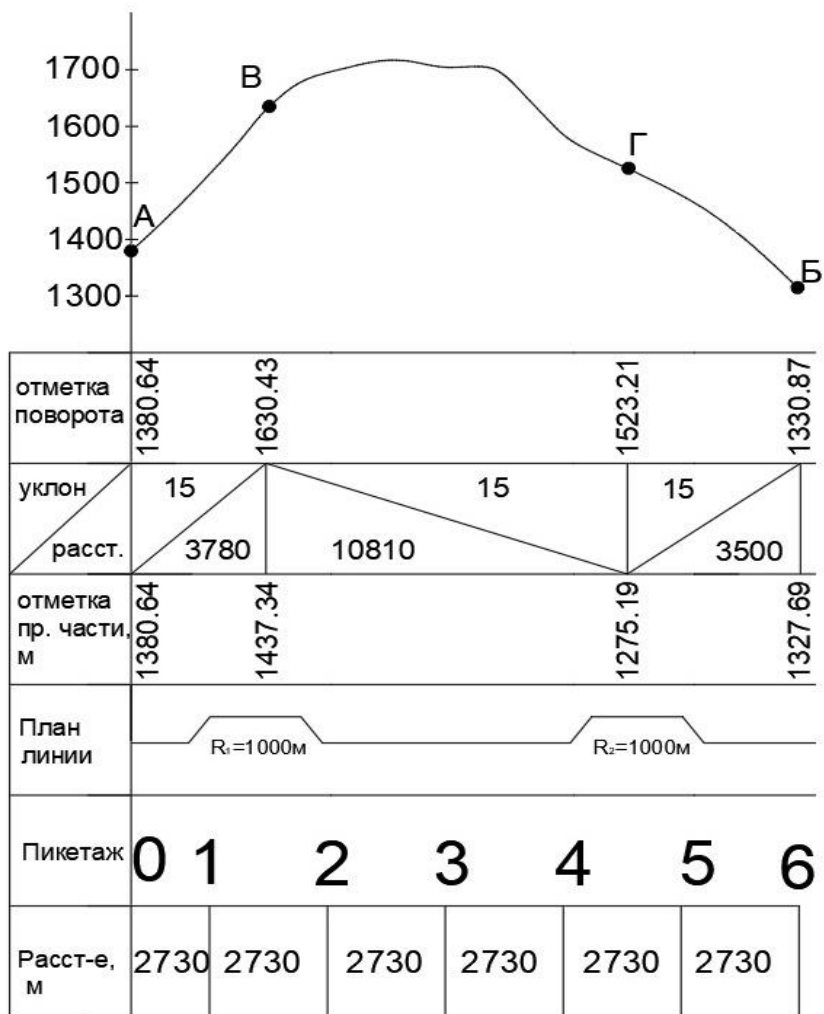 1700
В
1600
Г
1500
А
1400
Б
1300
отметка
поворота
1380.64
1630.43
1523.21
1330.87
уклон
15
15
15
расст.
3780
10810
3500
отметка
пр. части,
м
1380.64
1437.34
1275.19
1327.69
План
линии
R₁=1000м
R₂=1000м
Пикетаж
0 1 2 3 4 5 6
Расст-е,
м
2730 2730 2730 2730 2730 2730